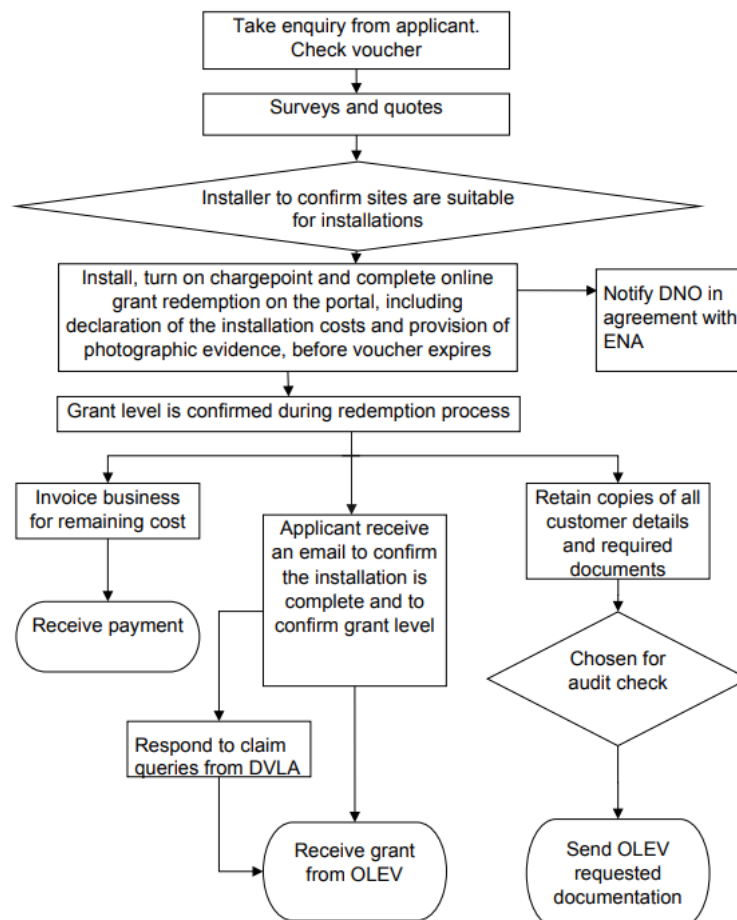 Take enquiry from applicant.
Check voucher
Surveys and quotes
Installer to confirm sites are suitable
for installations
Install, turn on chargepoint and complete online
grant redemption on the portal, including
declaration of the installation costs and provision of
photographic evidence, before voucher expires
Notify DNO in
agreement with
ENA
Grant level is confirmed during redemption process
Invoice business
for remaining cost
Receive payment
Applicant receive
an email to confirm
the installation is
complete and to
confirm grant level
Respond to claim
queries from DVLA
Receive grant
from OLEV
Retain copies of all
customer details
and required
documents
Chosen for
audit check
Send OLEV
requested
documentation